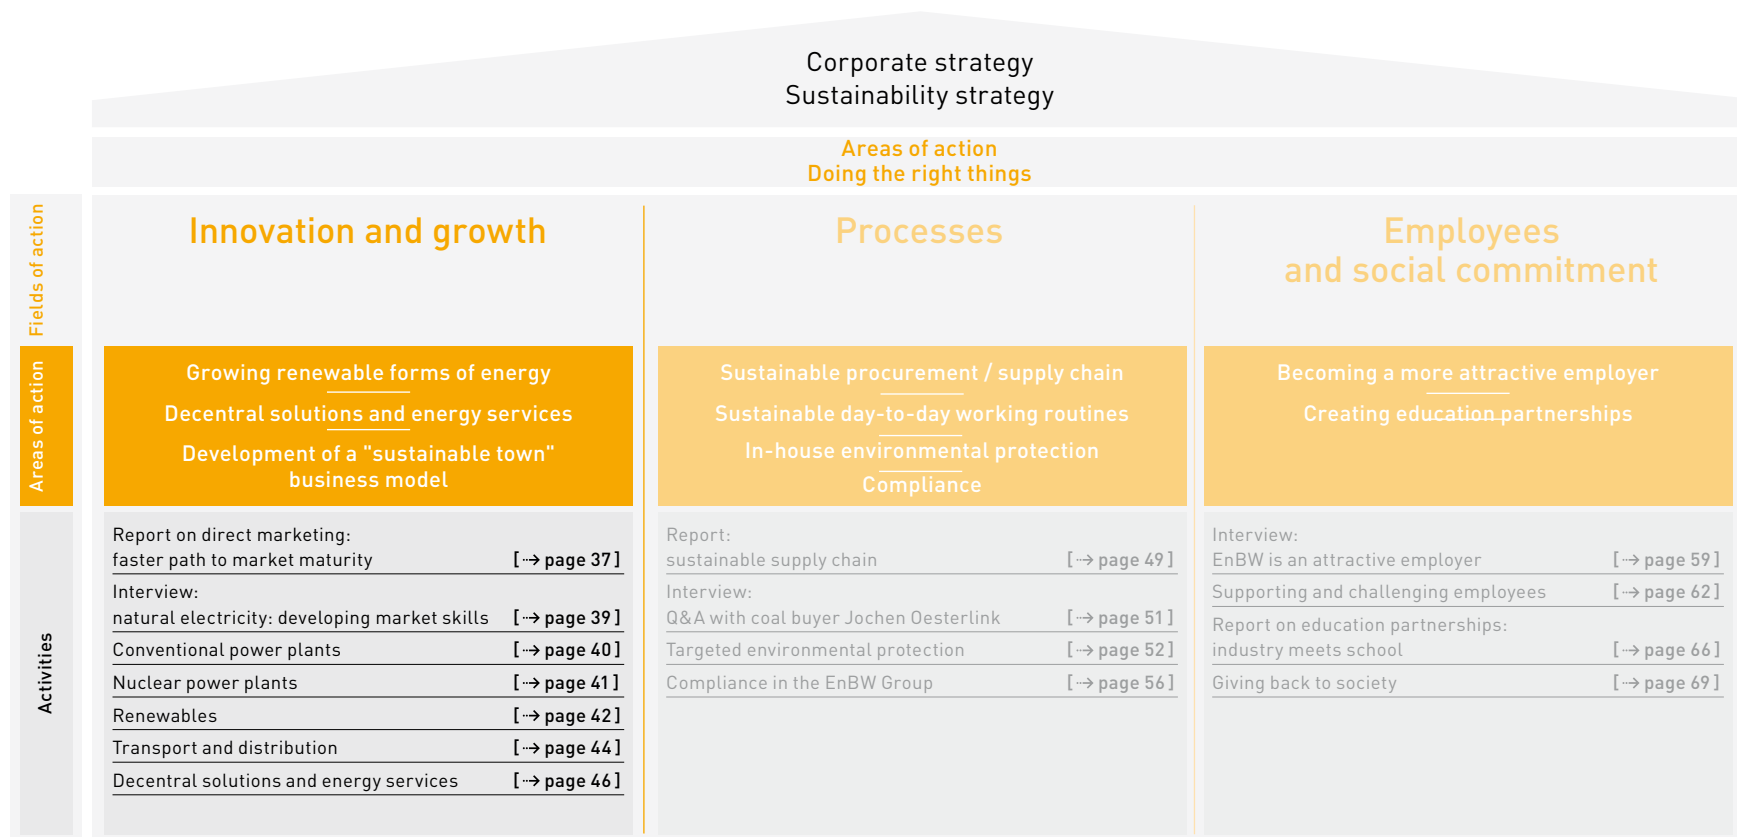 Corporate strategy
Sustainability strategy
Areas of action
Doing the right things
Fields of action
Innovation and growth
Processes
Employees
and social commitment
Areas of action
Growing renewable forms of energy
Decentral solutions and energy services
Development of a "sustainable town"
business model
Sustainable procurement / supply chain
Sustainable day-to-day working routines
In-house environmental protection
Compliance
Becoming a more attractive employer
Creating education partnerships
Activities
Report on direct marketing:
faster path to market maturity [ ⇢ page 37 ]
Interview:
natural electricity: developing market skills [ ⇢ page 39 ]
Conventional power plants [ ⇢ page 40 ]
Nuclear power plants [ ⇢ page 41 ]
Renewables [ ⇢ page 42 ]
Transport and distribution [ ⇢ page 44 ]
Decentral solutions and energy services [ ⇢ page 46 ]
Report:
sustainable supply chain [ ⇢ page 49 ]
Interview:
Q&A with coal buyer Jochen Oesterlink [ ⇢ page 51 ]
Targeted environmental protection [ ⇢ page 52 ]
Compliance in the EnBW Group [ ⇢ page 56 ]
Interview:
EnBW is an attractive employer [ ⇢ page 59 ]
Supporting and challenging employees [ ⇢ page 62 ]
Report on education partnerships:
industry meets school [ ⇢ page 66 ]
Giving back to society [ ⇢ page 69 ]